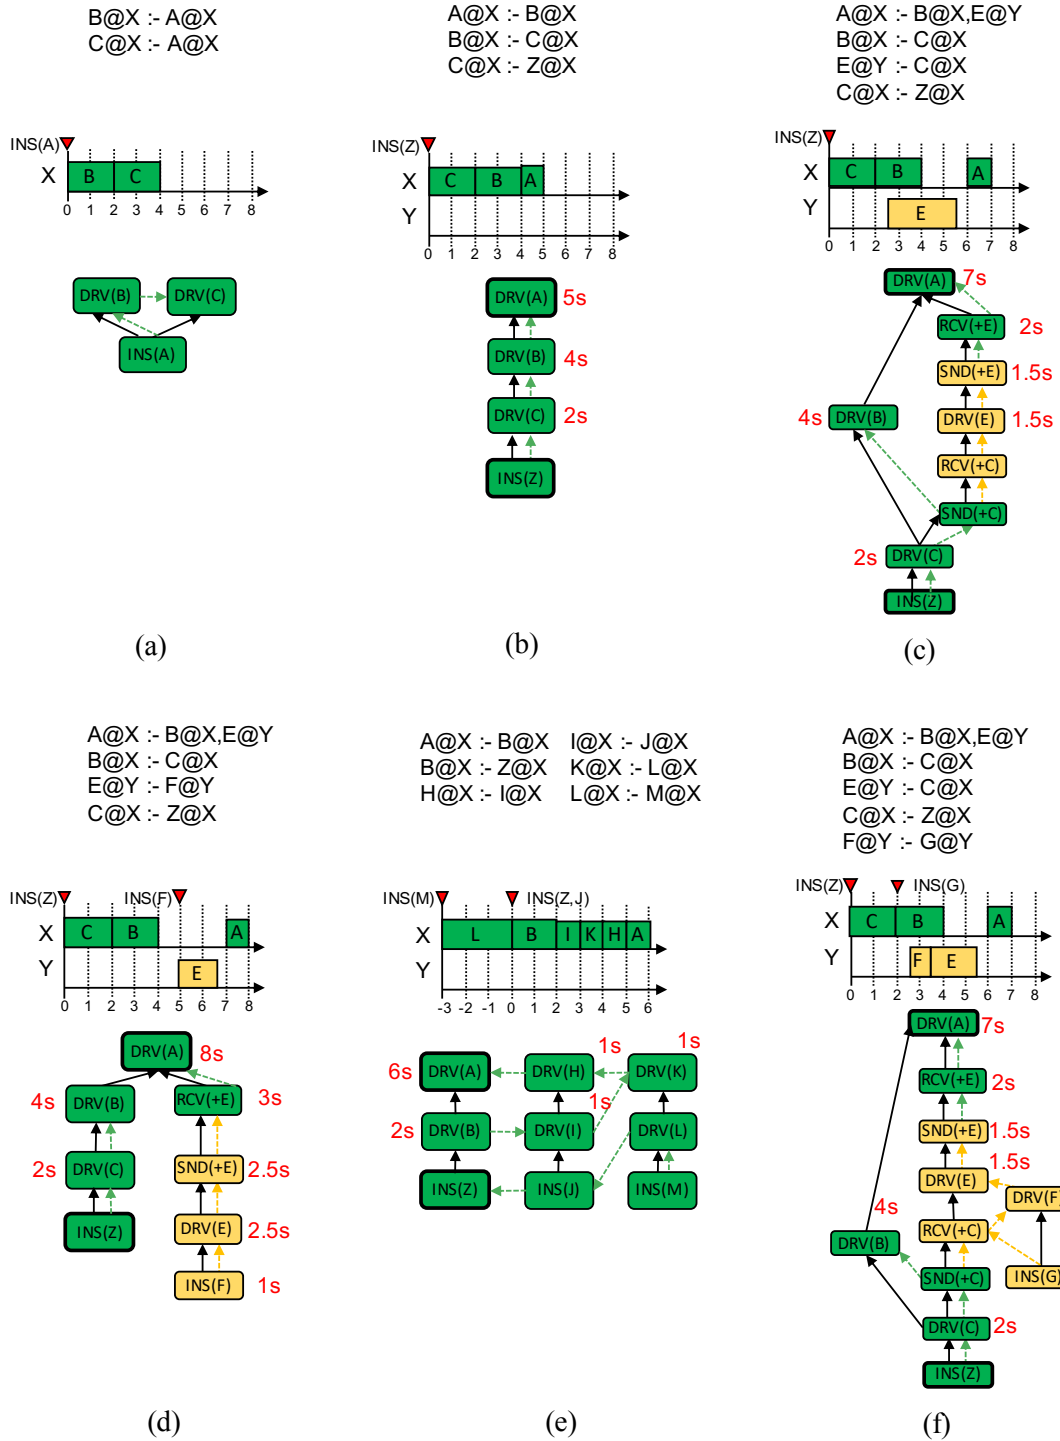 B@X :- A@X
C@X :- A@X
INS(A)
X
B
C
0 1 2 3 4 5 6 7 8
DRV(B)
DRV(C)
INS(A)
(a)
A@X :- B@X
B@X :- C@X
C@X :- Z@X
INS(Z)
X
C
B
A
Y
0 1 2 3 4 5 6 7 8
DRV(A) 5s
DRV(B) 4s
DRV(C) 2s
INS(Z)
(b)
A@X :- B@X,E@Y
B@X :- C@X
E@Y :- C@X
C@X :- Z@X
INS(Z)
X
C
B
A
Y
E
0 1 2 3 4 5 6 7 8
DRV(A) 7s
RCV(+E) 2s
SND(+E) 1.5s
4s DRV(B)
DRV(E) 1.5s
RCV(+C)
SND(+C)
2s DRV(C)
INS(Z)
(c)
A@X :- B@X,E@Y
B@X :- C@X
E@Y :- F@Y
C@X :- Z@X
INS(Z)
INS(F)
X
C
B
A
Y
E
0 1 2 3 4 5 6 7 8
DRV(A) 8s
4s DRV(B)
RCV(+E) 3s
2s DRV(C)
SND(+E) 2.5s
INS(Z)
DRV(E) 2.5s
INS(F) 1s
(d)
A@X :- B@X I@X :- J@X
B@X :- Z@X K@X :- L@X
H@X :- I@X L@X :- M@X
INS(M)
INS(Z,J)
X
L
B
I
K
H
A
-3 -2 -1 0 1 2 3 4 5 6
1s
1s
6s DRV(A)
DRV(H)
DRV(K)
1s
2s DRV(B)
DRV(I)
DRV(L)
INS(Z)
INS(J)
INS(M)
(e)
A@X :- B@X,E@Y
B@X :- C@X
E@Y :- C@X
C@X :- Z@X
F@Y :- G@Y
INS(Z)
INS(G)
X
C
B
A
Y
F
E
0 1 2 3 4 5 6 7 8
DRV(A) 7s
RCV(+E) 2s
SND(+E) 1.5s
1.5s
DRV(E)
DRV(F)
4s
DRV(B)
RCV(+C)
SND(+C)
INS(G)
DRV(C) 2s
INS(Z)
(f)